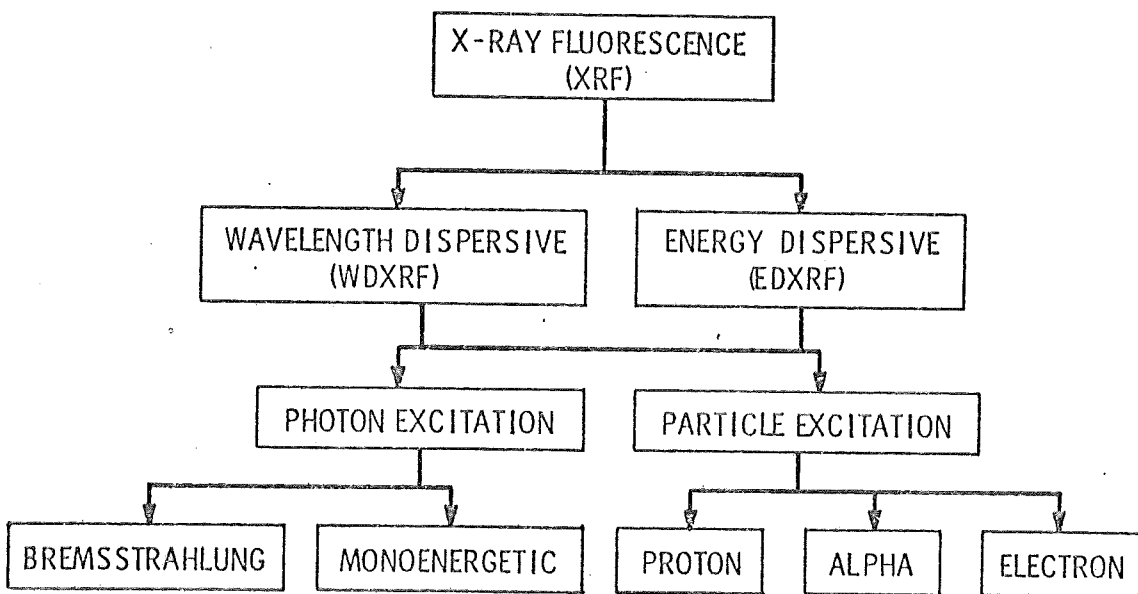 X-RAY FLUORESCENCE
(XRF)
WAVELENGTH DISPERSIVE
(WDXRF)
ENERGY DISPERSIVE
(EDXRF)
PHOTON EXCITATION
PARTICLE EXCITATION
BREMSSTRAHLUNG
MONOENERGETIC
PROTON
ALPHA
ELECTRON